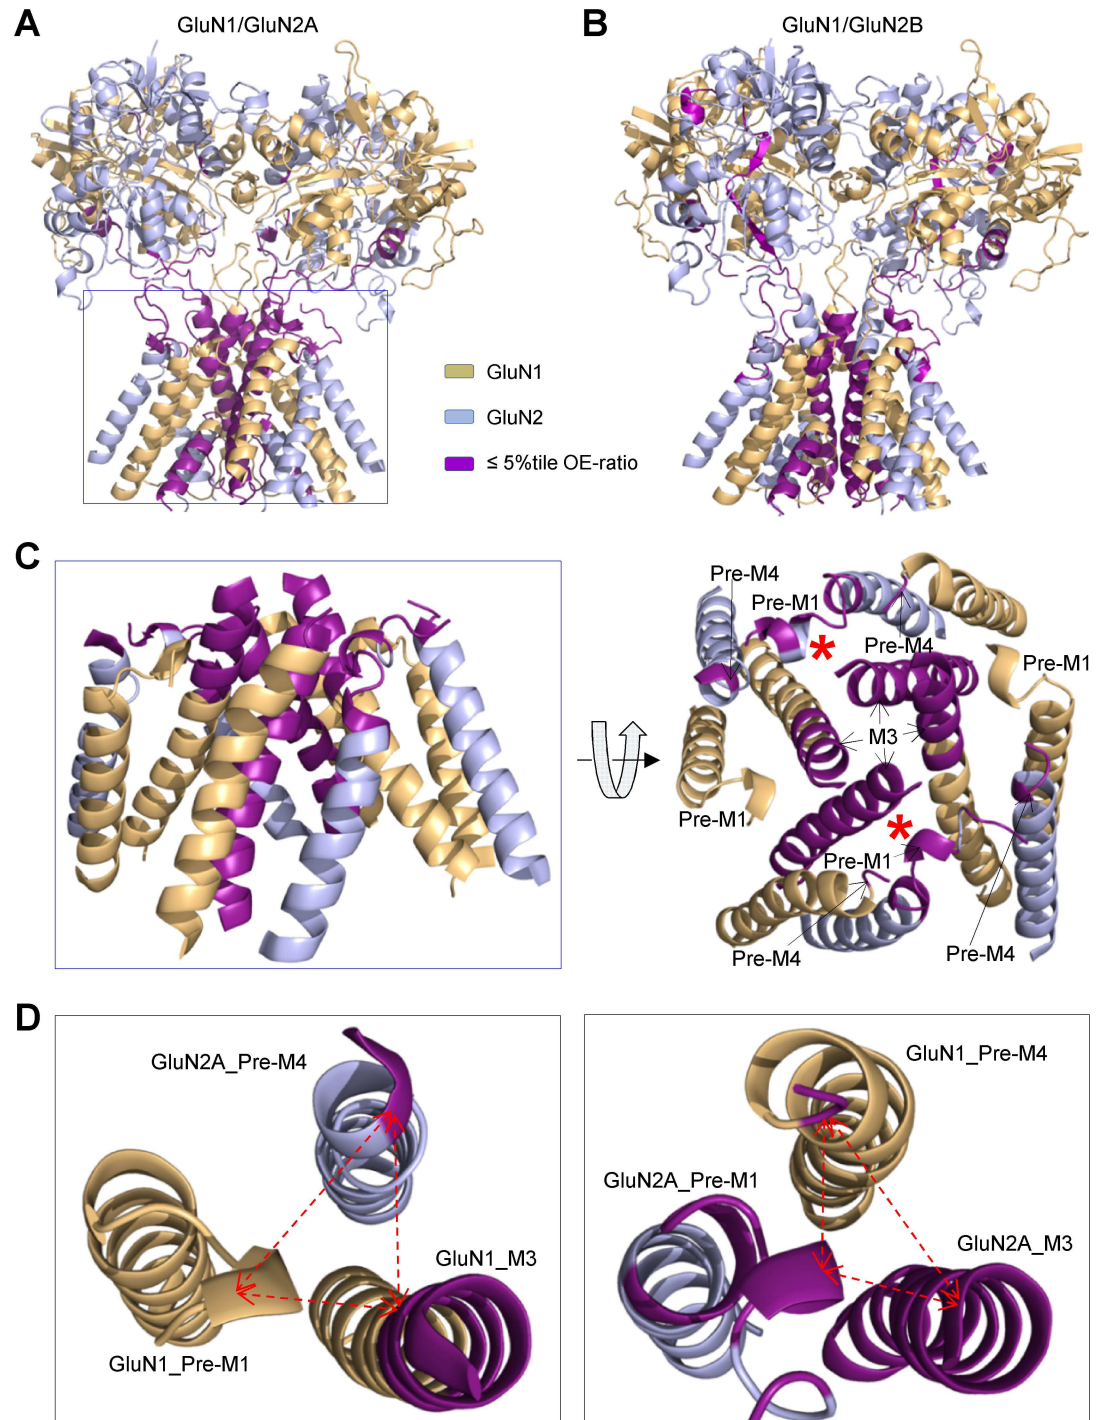 A
GluN1/GluN2A
B
GluN1/GluN2B
GluN1
GluN2
≤ 5%tile OE-ratio
C
Pre-M4
Pre-M1
Pre-M4
Pre-M1
M3
Pre-M1
*
*
Pre-M1
Pre-M4
Pre-M4
D
GluN2A_Pre-M4
GluN1_M3
GluN1_Pre-M1
GluN1_Pre-M4
GluN2A_Pre-M1
GluN2A_M3